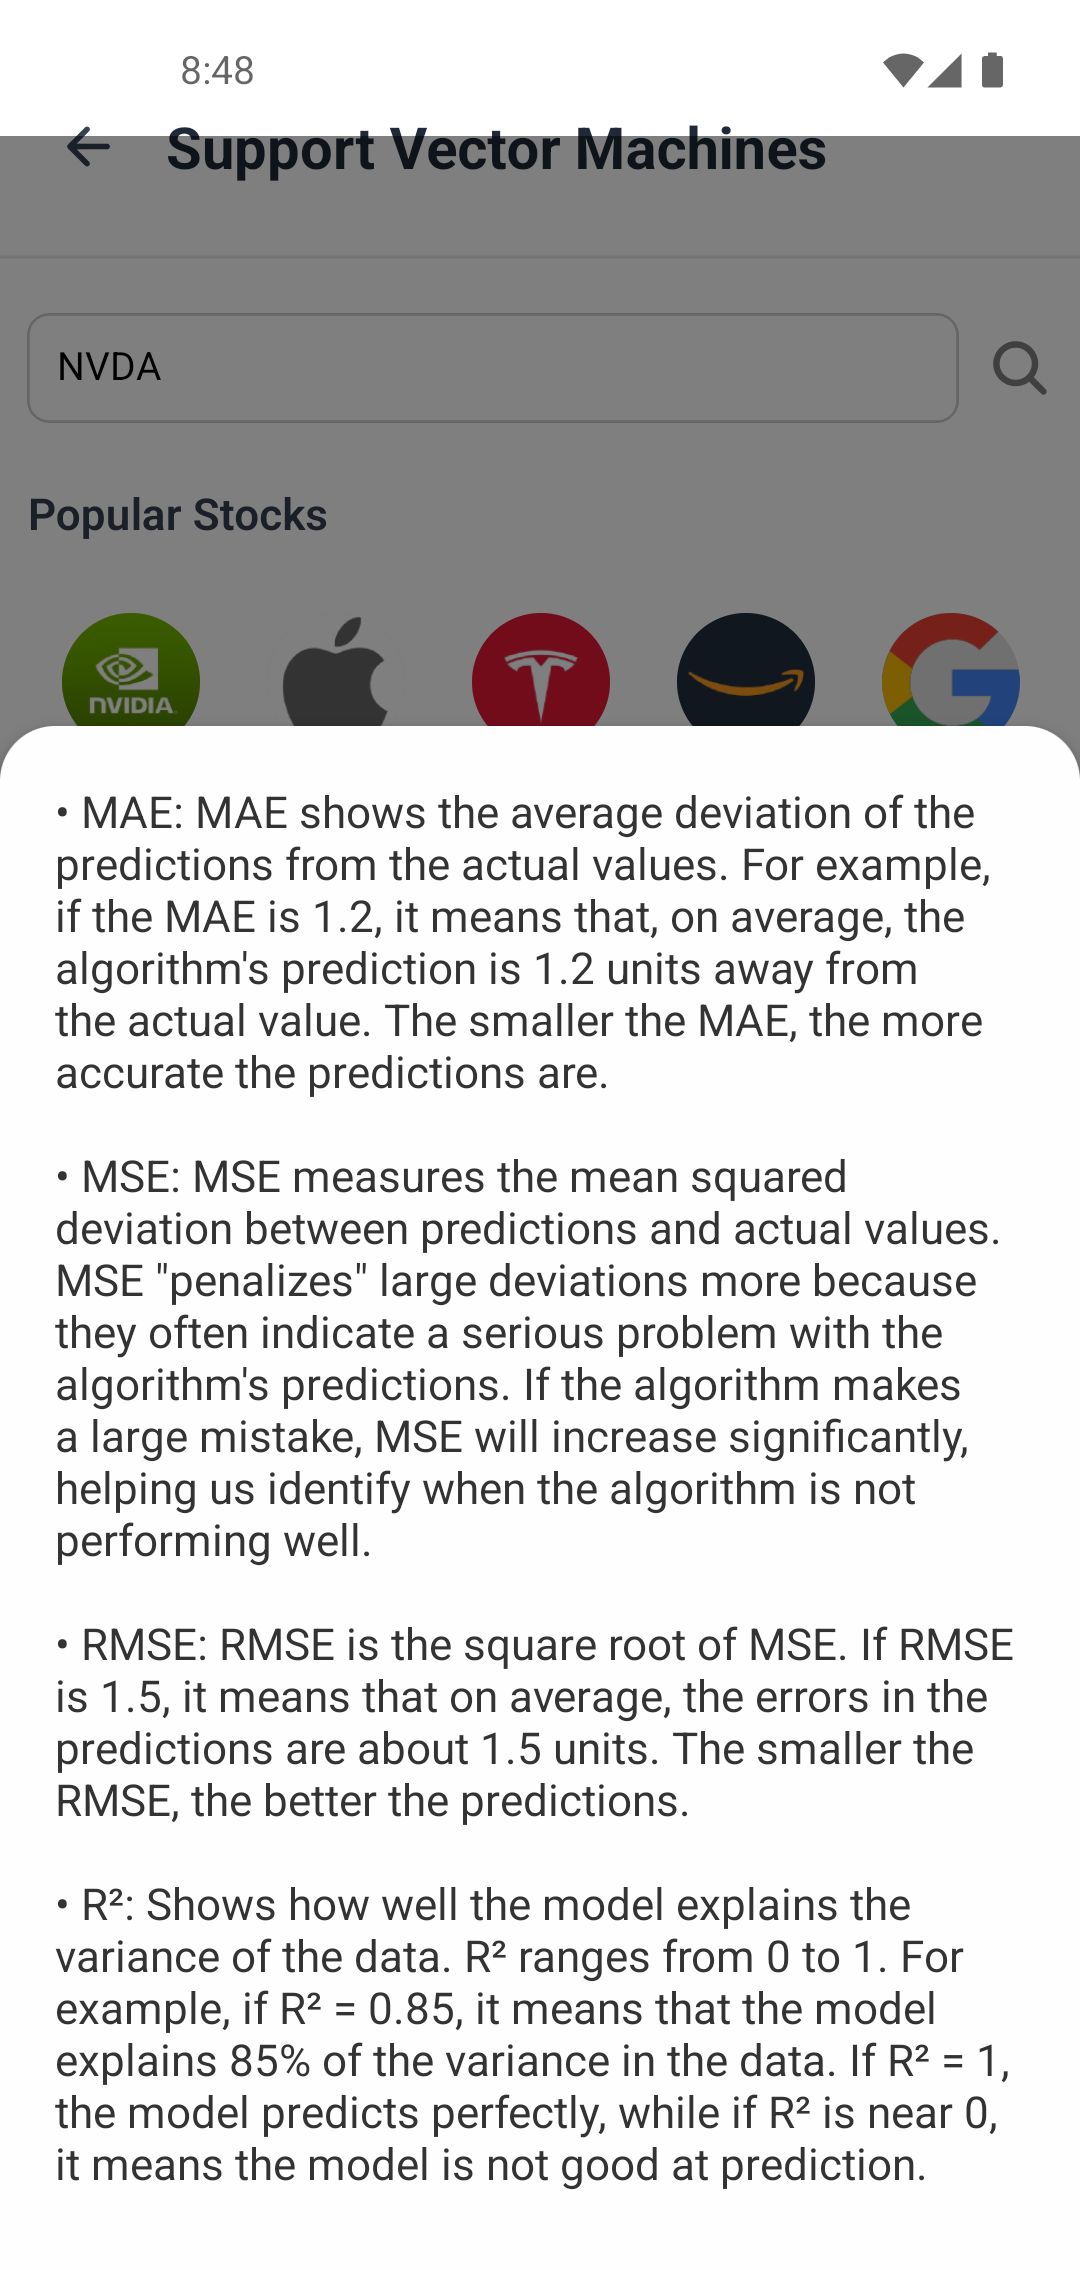 8:48
Support Vector Machines
NVDA
Popular Stocks
NVIDIA
• MAE: MAE shows the average deviation of the
predictions from the actual values. For example,
if the MAE is 1.2, it means that, on average, the
algorithm's prediction is 1.2 units away from
the actual value. The smaller the MAE, the more
accurate the predictions are.
• MSE: MSE measures the mean squared
deviation between predictions and actual values.
MSE "penalizes" large deviations more because
they often indicate a serious problem with the
algorithm's predictions. If the algorithm makes
a large mistake, MSE will increase significantly,
helping us identify when the algorithm is not
performing well.
• RMSE: RMSE is the square root of MSE. If RMSE
is 1.5, it means that on average, the errors in the
predictions are about 1.5 units. The smaller the
RMSE, the better the predictions.
• R²: Shows how well the model explains the
variance of the data. R² ranges from 0 to 1. For
example, if R² = 0.85, it means that the model
explains 85% of the variance in the data. If R² = 1,
the model predicts perfectly, while if R² is near 0,
it means the model is not good at prediction.